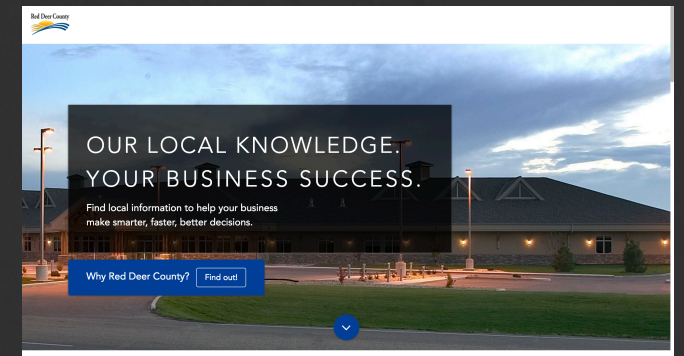 Red Deer County
OUR LOCAL KNOWLEDGE.
YOUR BUSINESS SUCCESS.
Find local information to help your business
make smarter, faster, better decisions.
Why Red Deer County? Find out!